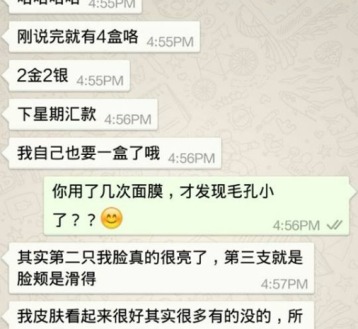 哈哈哈哈 4:55PM
刚说完就有4盒咯 4:55PM
2金2银 4:55PM
下星期汇款 4:56PM
我自己也要一盒了哦 4:56PM
你用了几次面膜，才发现毛孔小
了？？😊 4:56PM
其实第二只我脸真的很亮了，第三支就是
脸颊是滑得 4:57PM
我皮肤看起来很好其实很多有的没的，所